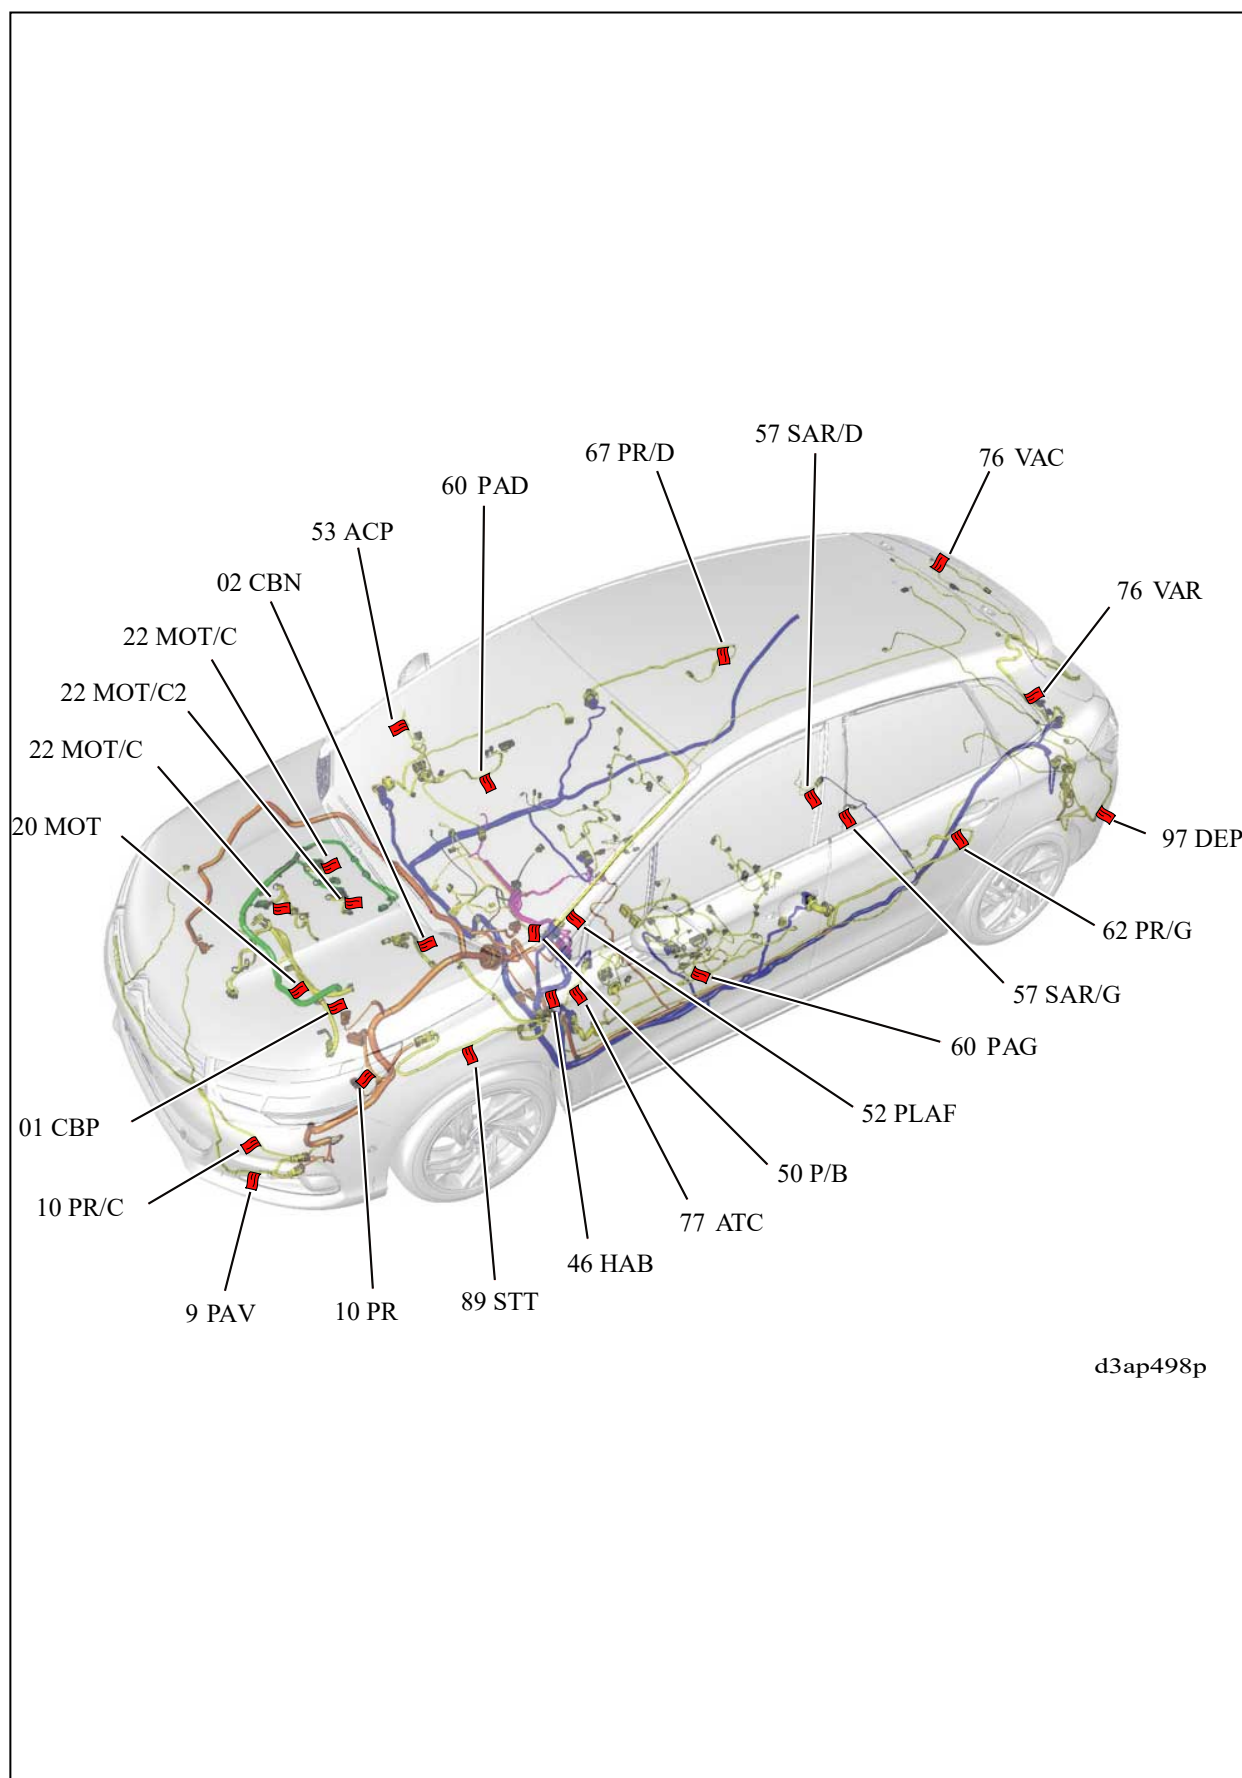 57 SAR/D
67 PR/D
76 VAC
60 PAD
53 ACP
02 CBN
76 VAR
22 MOT/C
22 MOT/C2
22 MOT/C
20 MOT
97 DEP
62 PR/G
57 SAR/G
60 PAG
52 PLAF
01 CBP
50 P/B
10 PR/C
77 ATC
46 HAB
89 STT
9 PAV
10 PR
d3ap498p